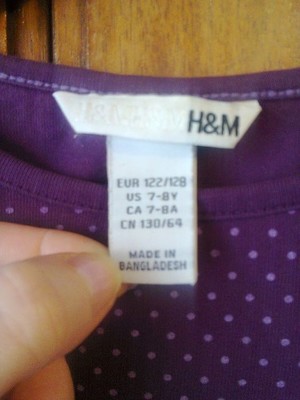 H&M
EUR 122/128
US 7-8Y
CA 7-8A
CN 130/64
MADE IN
BANGLADESH